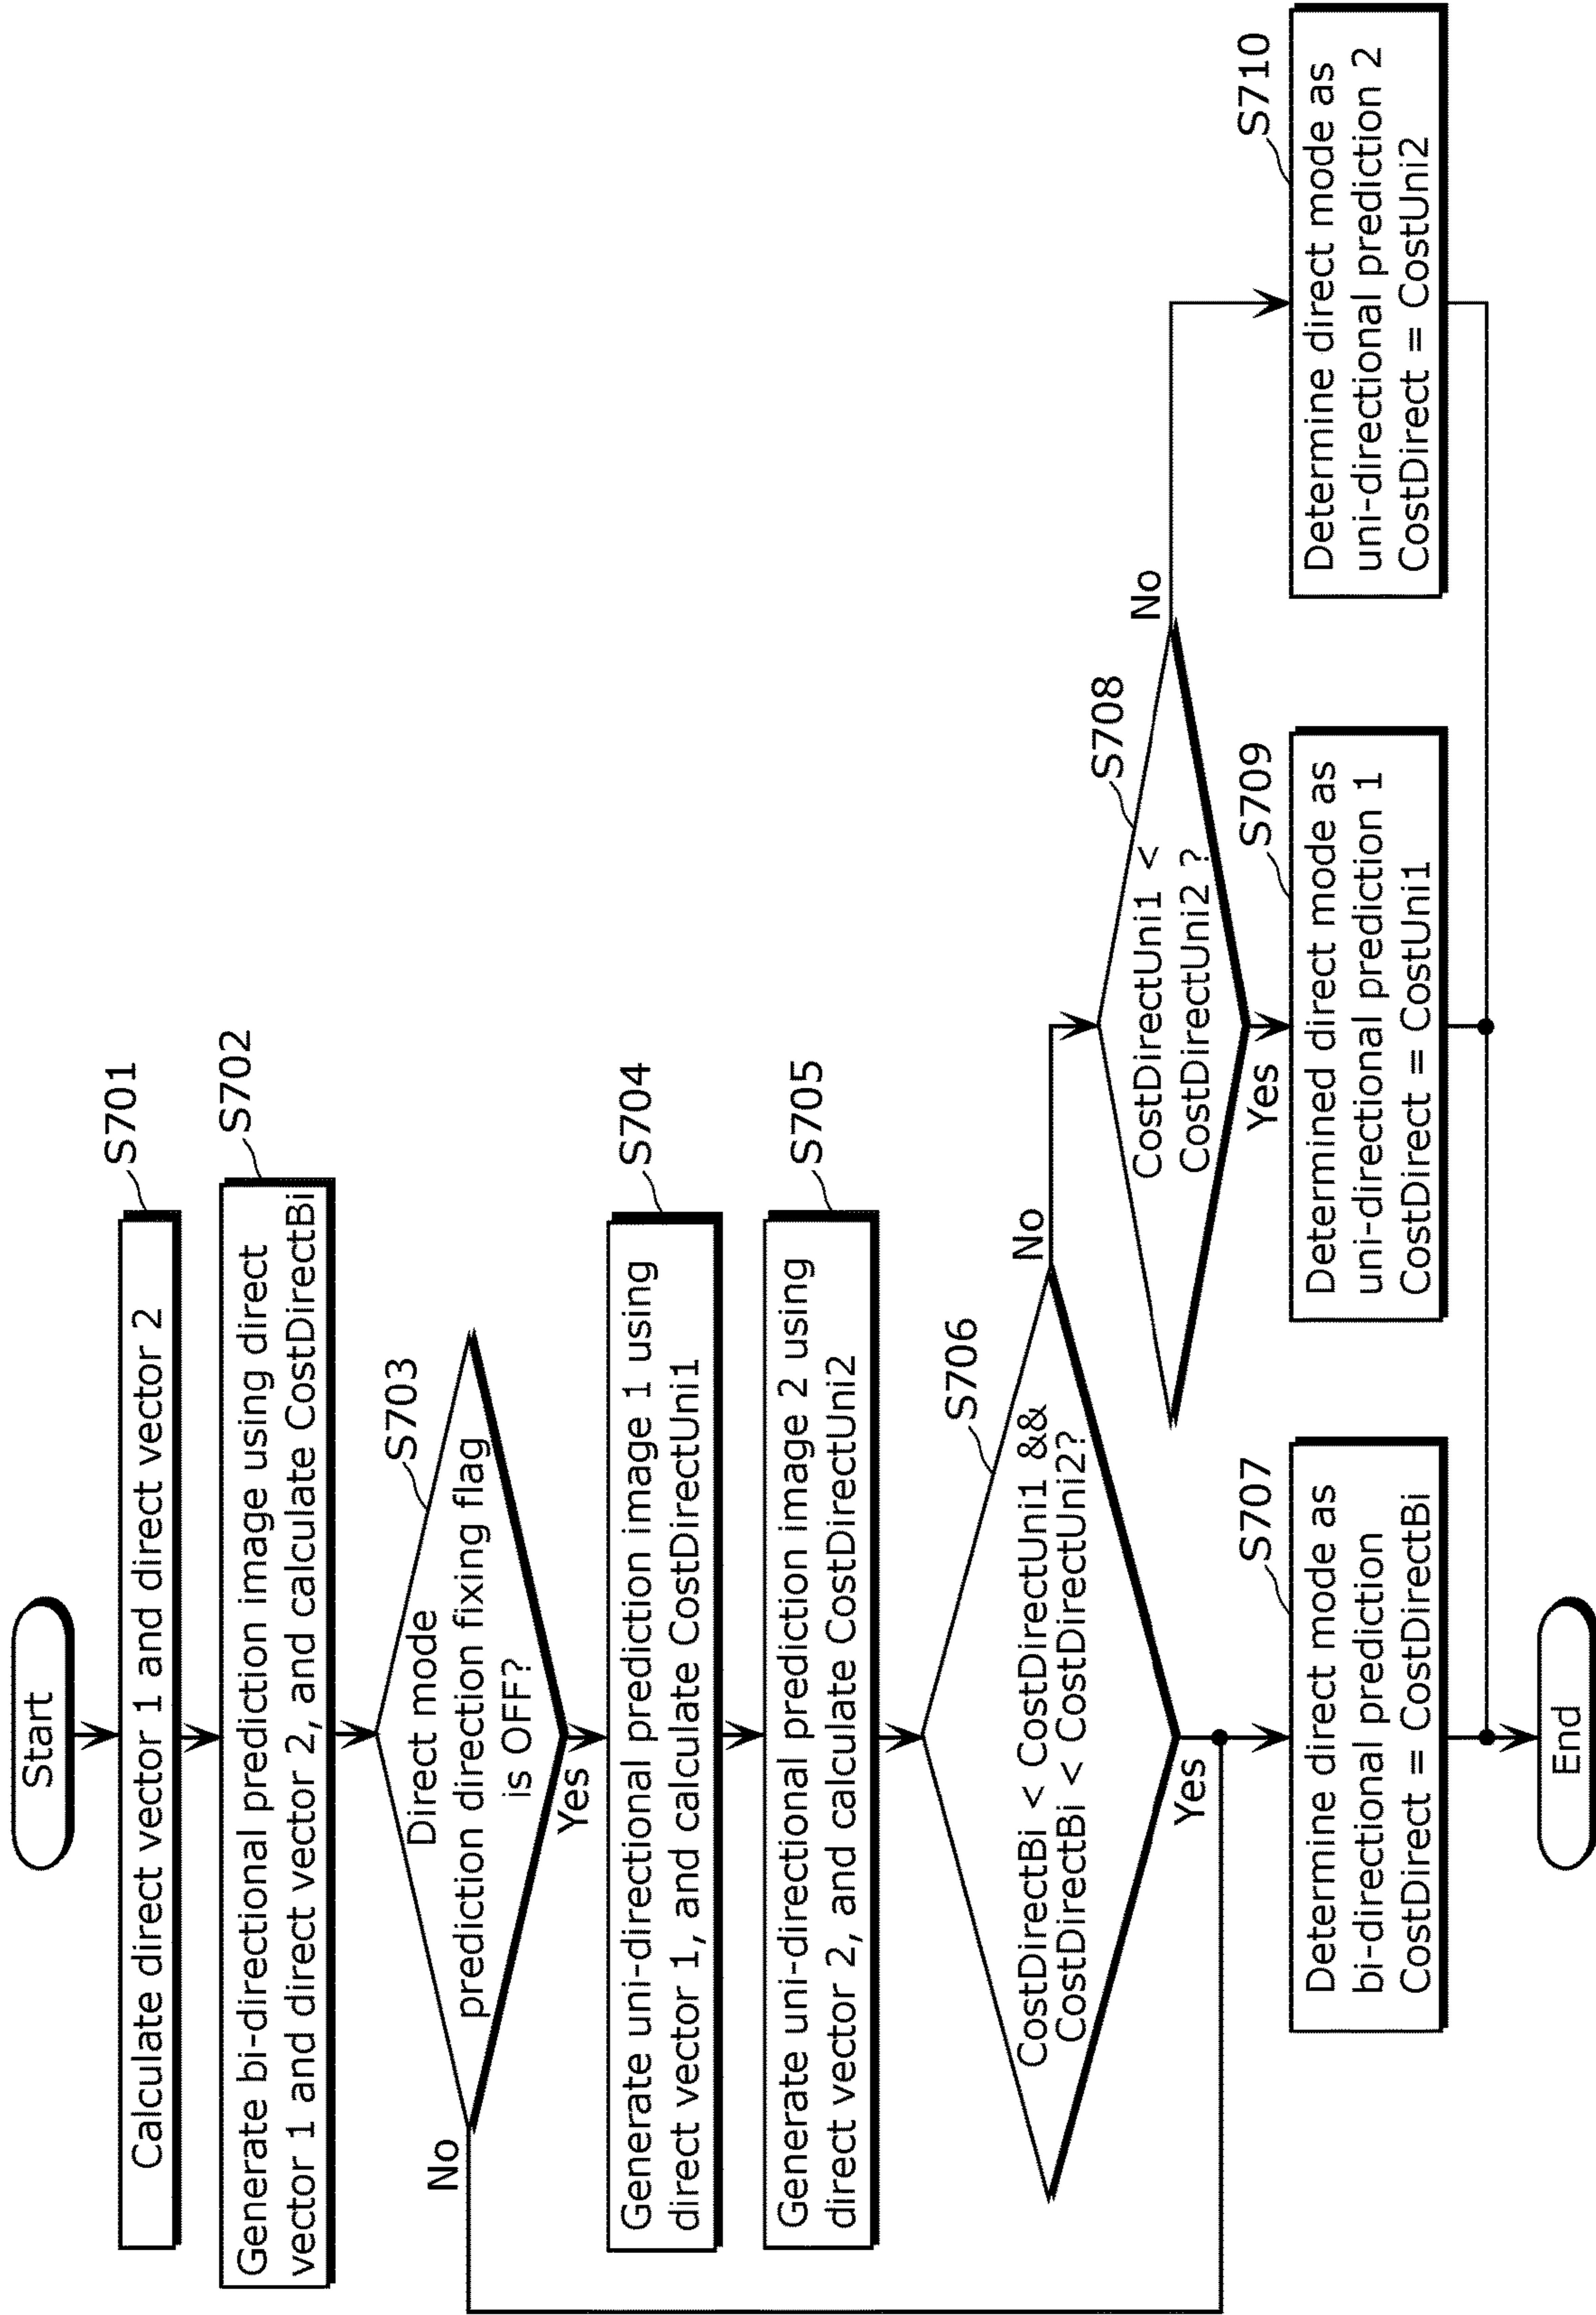 Start
S701
Calculate direct vector 1 and direct vector 2
S702
Generate bi-directional prediction image using direct
vector 1 and direct vector 2, and calculate CostDirectBi
S703
Direct mode
prediction direction fixing flag
is OFF?
No
Yes
S704
Generate uni-directional prediction image 1 using
direct vector 1, and calculate CostDirectUni1
S705
Generate uni-directional prediction image 2 using
direct vector 2, and calculate CostDirectUni2
S706
CostDirectBi < CostDirectUni1 &&
CostDirectBi < CostDirectUni2?
No
Yes
S708
CostDirectUni1 <
CostDirectUni2 ?
No
Yes
S707
Determine direct mode as
bi-directional prediction
CostDirect = CostDirectBi
S709
Determined direct mode as
uni-directional prediction 1
CostDirect = CostUni1
S710
Determine direct mode as
uni-directional prediction 2
CostDirect = CostUni2
End